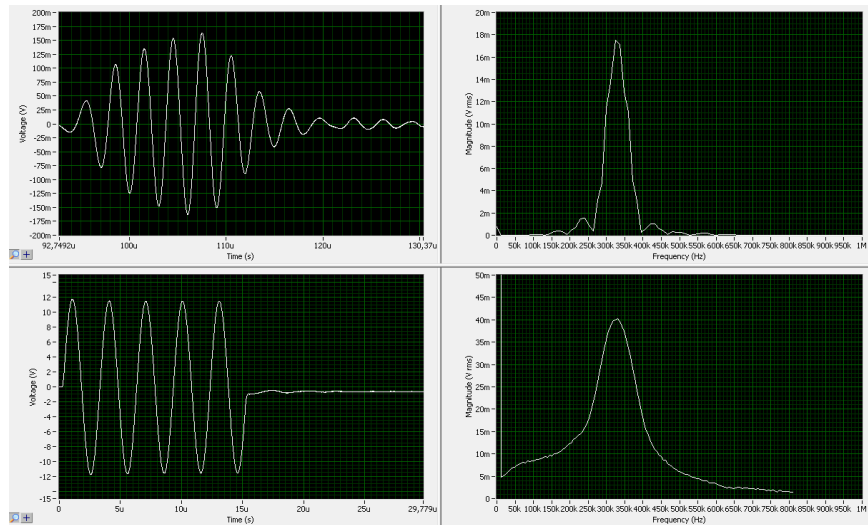 200m
175m
150m
125m
100m
75m
50m
25m
0
-25m
-50m
-75m
-100m
-125m
-150m
-175m
-200m
Voltage (V)
92,7492u 100u 110u 120u 130,37u
Time (s)
20m
18m
16m
14m
12m
10m
8m
6m
4m
2m
0
Magnitude (V rms)
0 50k 100k 150k 200k 250k 300k 350k 400k 450k 500k 550k 600k 650k 700k 750k 800k 850k 900k 950k 1M
Frequency (Hz)
15
12
10
8
6
4
2
0
-2
-4
-6
-8
-10
-12
-15
Voltage (V)
0 5u 10u 15u 20u 25u 29,779u
Time (s)
50m
45m
40m
35m
30m
25m
20m
15m
10m
5m
0
Magnitude (V rms)
0 50k 100k 150k 200k 250k 300k 350k 400k 450k 500k 550k 600k 650k 700k 750k 800k 850k 900k 950k 1M
Frequency (Hz)